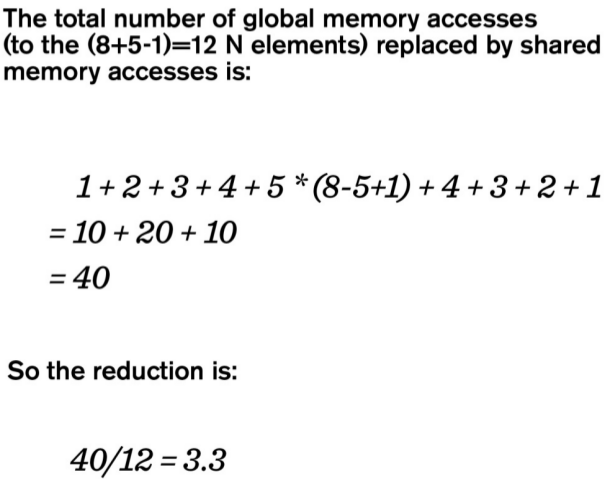 The total number of global memory accesses
(to the (8+5-1)=12 N elements) replaced by shared
memory accesses is:
1 + 2 + 3 + 4 + 5 * (8-5+1) + 4 + 3 + 2 + 1
= 10 + 20 + 10
= 40
So the reduction is:
40/12 = 3.3